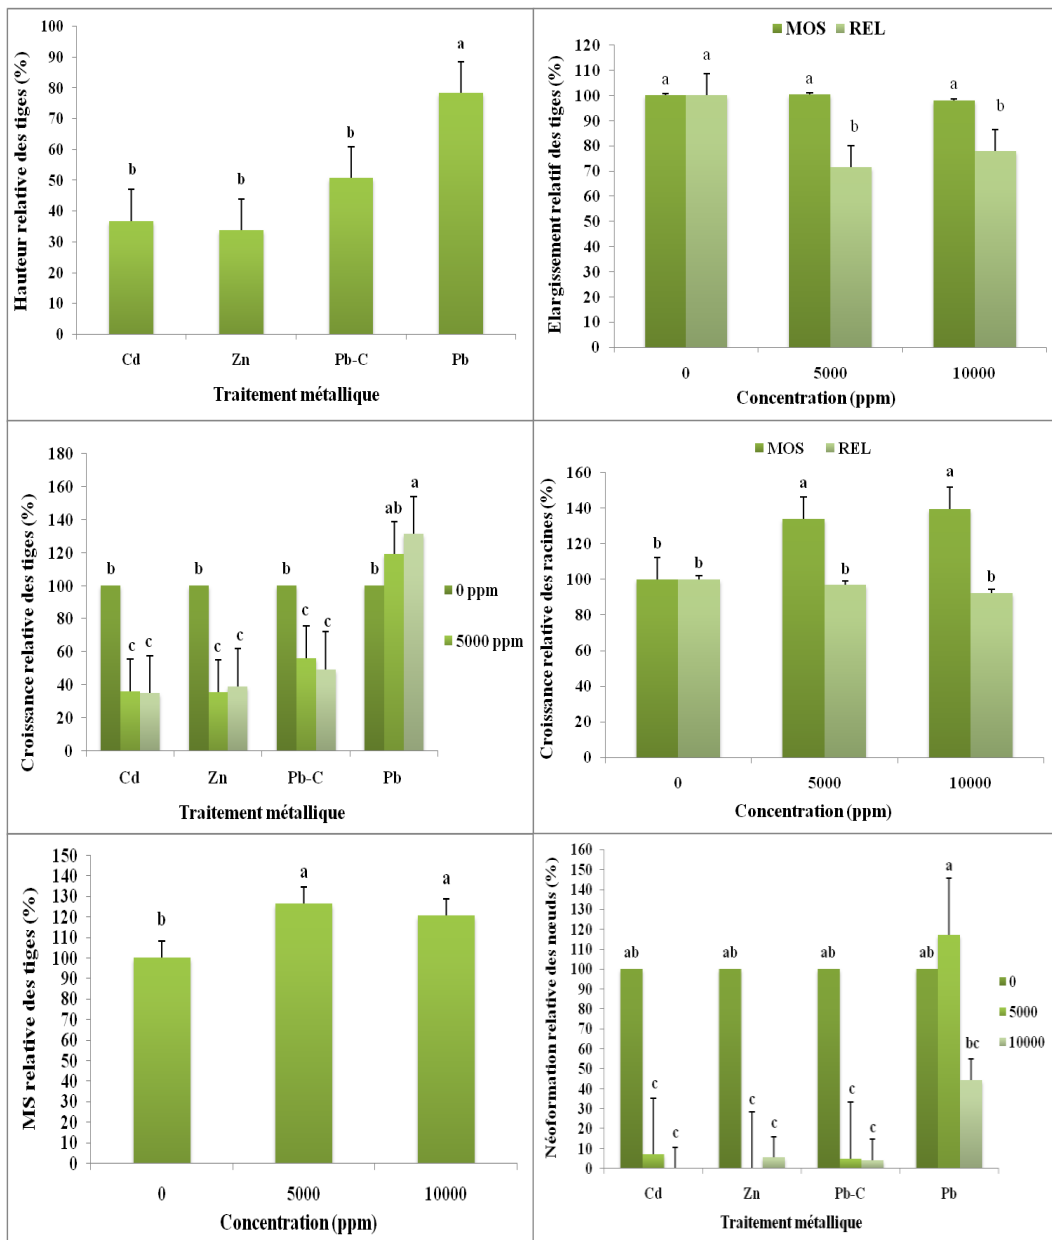 Hauteur relative des tiges (%)
100
90
80
70
60
50
40
30
20
10
0
b
b
b
a
Cd Zn Pb-C Pb
Traitement métallique
MOS REL
Elargissement relatif des tiges (%)
120
110
100
90
80
70
60
50
40
30
20
10
0
a a
a b
a b
0 5000 10000
Concentration (ppm)
Croissance relative des tiges (%)
180
160
140
120
100
80
60
40
20
0
b c c
b c c
b c c
b ab a
0 ppm
5000 ppm
Cd Zn Pb-C Pb
Traitement métallique
MOS REL
Croissance relative des racines (%)
160
140
120
100
80
60
40
20
0
b b
a b
a b
0 5000 10000
Concentration (ppm)
MS relative des tiges (%)
150
140
130
120
110
100
90
80
70
60
50
40
30
20
10
0
b
a
a
0 5000 10000
Concentration (ppm)
Néoformation relative des nœuds (%)
160
150
140
130
120
110
100
90
80
70
60
50
40
30
20
10
0
ab c c
ab c c
ab c c
ab a bc
0
5000
10000
Cd Zn Pb-C Pb
Traitement métallique